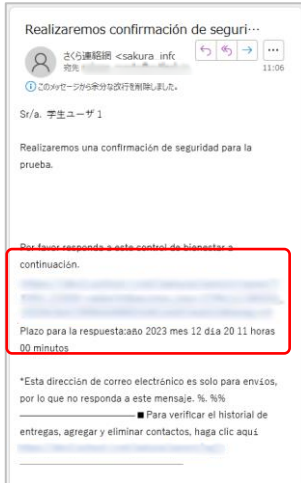 Realizaremos confirmación de seguri…
さくら連絡網 <sakura_info
宛先
11:06
このメッセージから余分な改行を削除しました。
Sr/a. 学生ユーザ1
Realizaremos una confirmación de seguridad para la
prueba.
Por favor responda a este control de bienestar a
continuación.
Plazo para la respuesta:año 2023 mes 12 día 20 11 horas
00 minutos
*Esta dirección de correo electrónico es solo para envíos,
por lo que no responda a este mensaje. %. %%
■ Para verificar el historial de
entregas, agregar y eliminar contactos, haga clic aquí